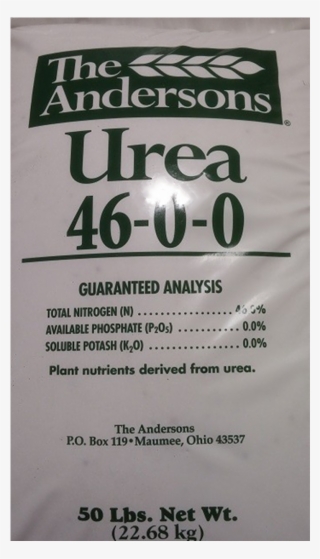 The
Andersons®
Urea
46-0-0
GUARANTEED ANALYSIS
TOTAL NITROGEN (N) ................. 46.0%
AVAILABLE PHOSPHATE (P₂O₅) ........... 0.0%
SOLUBLE POTASH (K₂O) ................ 0.0%
Plant nutrients derived from urea.
The Andersons
P.O. Box 119•Maumee, Ohio 43537
50 Lbs. Net Wt.
(22.68 kg)